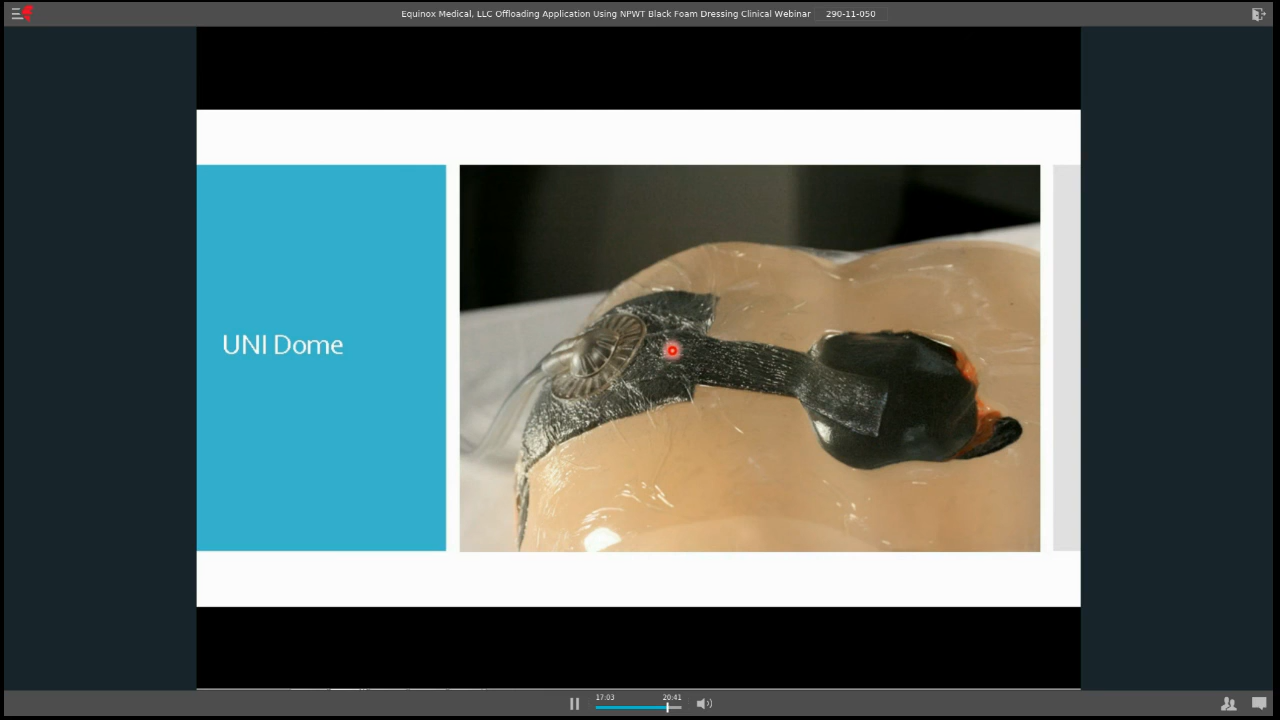 Equinox Medical, LLC Offloading Application Using NPWT Black Foam Dressing Clinical Webinar 290-11-050
UNI Dome
17:03 20:41